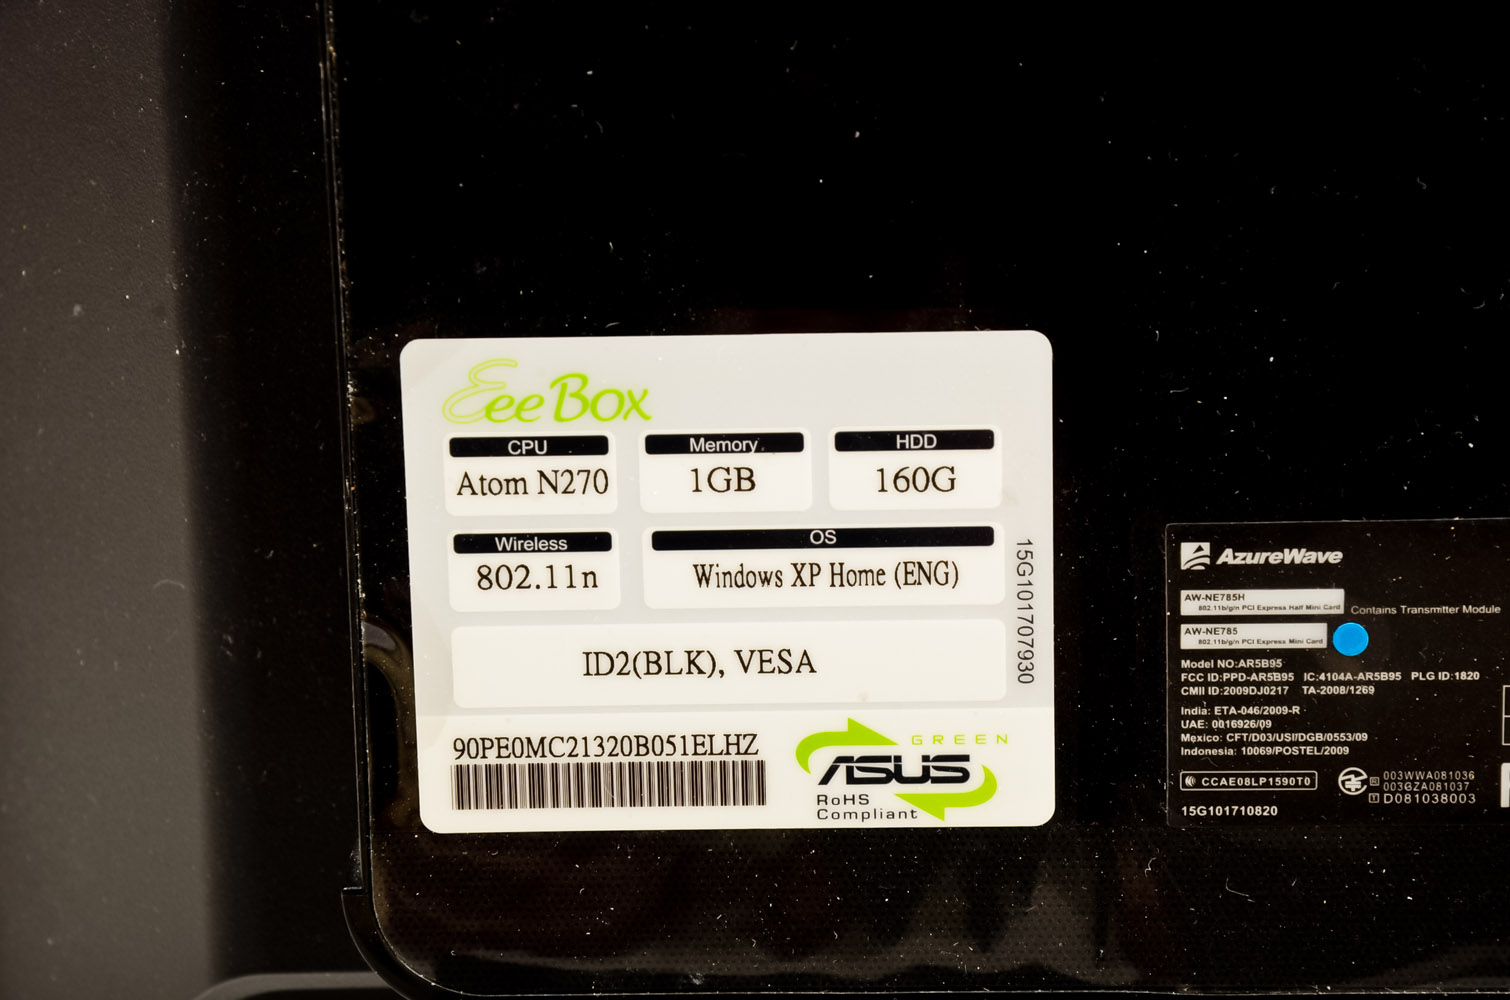 Eee Box
CPU
Atom N270
Memory
1GB
HDD
160G
Wireless
802.11n
OS
Windows XP Home (ENG)
ID2(BLK), VESA
15G101707930
90PE0MC21320B051ELHZ
GREEN
ASUS
RoHS
Compliant
AzureWave
AW-NE785H
802.11b/g/n PCI Express Half Mini Card
Contains Transmitter Module
AW-NE785
802.11b/g/n PCI Express Mini Card
Model NO:AR5B95
FCC ID:PPD-AR5B95 IC:4104A-AR5B95 PLG ID:1820
CMII ID:2009DJ0217 TA-2008/1269
India: ETA-046/2009-R
UAE: 0016926/09
Mexico: CFT/D03/USI/DGB/0553/09
Indonesia: 10069/POSTEL/2009
CCAE08LP1590T0
R 003WWA081036
003GZA081037
T D081038003
15G101710820